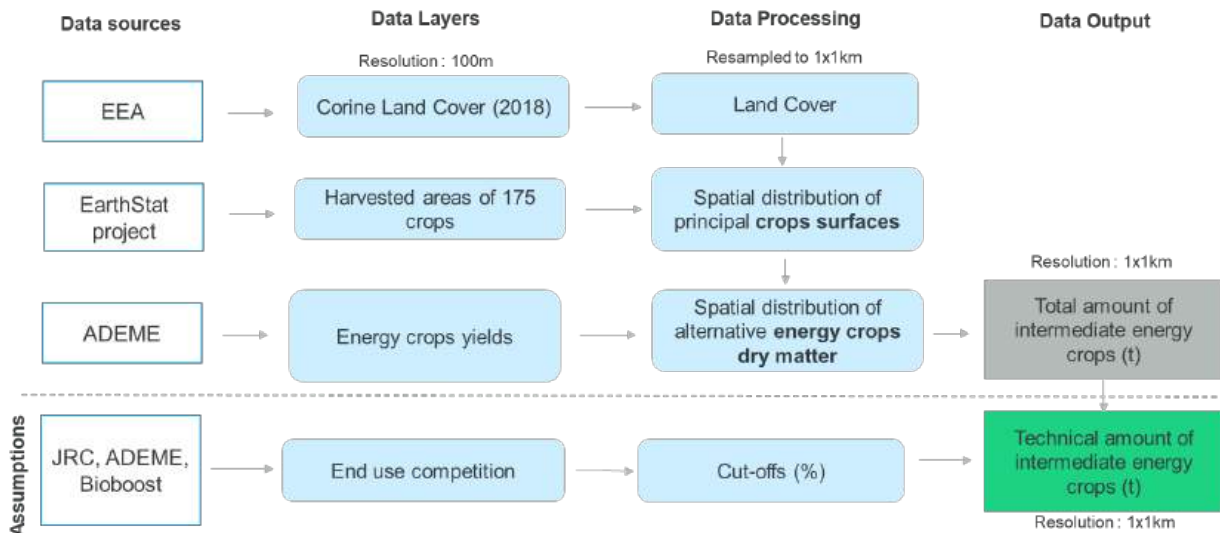 Data sources
Data Layers
Data Processing
Data Output
Resolution : 100m
Resampled to 1x1km
EEA
Corine Land Cover (2018)
Land Cover
EarthStat
project
Harvested areas of 175
crops
Spatial distribution of
principal crops surfaces
Resolution : 1x1km
ADEME
Energy crops yields
Spatial distribution of
alternative energy crops
dry matter
Total amount of
intermediate energy
crops (t)
Assumptions
JRC, ADEME,
Bioboost
End use competition
Cut-offs (%)
Technical amount of
intermediate energy
crops (t)
Resolution : 1x1km